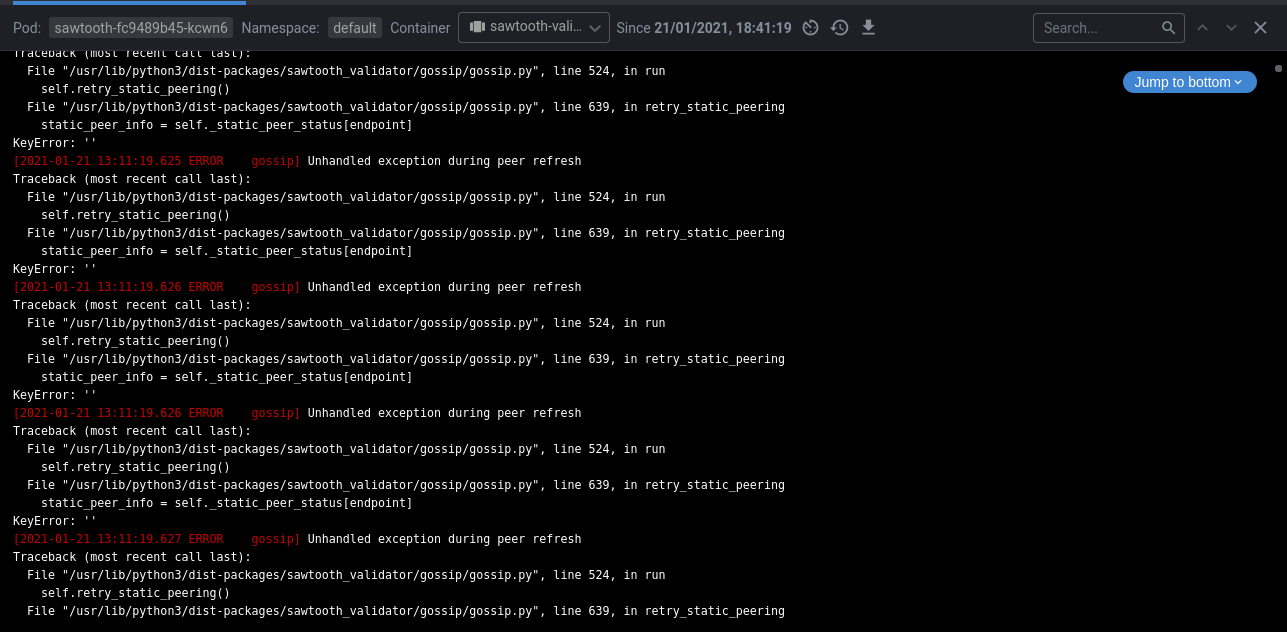 Pod: sawtooth-fc9489b45-kcwn6 Namespace: default Container sawtooth-vali... Since 21/01/2021, 18:41:19 Search...
Traceback (most recent call last):
  File "/usr/lib/python3/dist-packages/sawtooth_validator/gossip/gossip.py", line 524, in run
Jump to bottom
    self.retry_static_peering()
  File "/usr/lib/python3/dist-packages/sawtooth_validator/gossip/gossip.py", line 639, in retry_static_peering
    static_peer_info = self._static_peer_status[endpoint]
KeyError: ''
[2021-01-21 13:11:19.625 ERROR    gossip] Unhandled exception during peer refresh
Traceback (most recent call last):
  File "/usr/lib/python3/dist-packages/sawtooth_validator/gossip/gossip.py", line 524, in run
    self.retry_static_peering()
  File "/usr/lib/python3/dist-packages/sawtooth_validator/gossip/gossip.py", line 639, in retry_static_peering
    static_peer_info = self._static_peer_status[endpoint]
KeyError: ''
[2021-01-21 13:11:19.626 ERROR    gossip] Unhandled exception during peer refresh
Traceback (most recent call last):
  File "/usr/lib/python3/dist-packages/sawtooth_validator/gossip/gossip.py", line 524, in run
    self.retry_static_peering()
  File "/usr/lib/python3/dist-packages/sawtooth_validator/gossip/gossip.py", line 639, in retry_static_peering
    static_peer_info = self._static_peer_status[endpoint]
KeyError: ''
[2021-01-21 13:11:19.626 ERROR    gossip] Unhandled exception during peer refresh
Traceback (most recent call last):
  File "/usr/lib/python3/dist-packages/sawtooth_validator/gossip/gossip.py", line 524, in run
    self.retry_static_peering()
  File "/usr/lib/python3/dist-packages/sawtooth_validator/gossip/gossip.py", line 639, in retry_static_peering
    static_peer_info = self._static_peer_status[endpoint]
KeyError: ''
[2021-01-21 13:11:19.627 ERROR    gossip] Unhandled exception during peer refresh
Traceback (most recent call last):
  File "/usr/lib/python3/dist-packages/sawtooth_validator/gossip/gossip.py", line 524, in run
    self.retry_static_peering()
  File "/usr/lib/python3/dist-packages/sawtooth_validator/gossip/gossip.py", line 639, in retry_static_peering